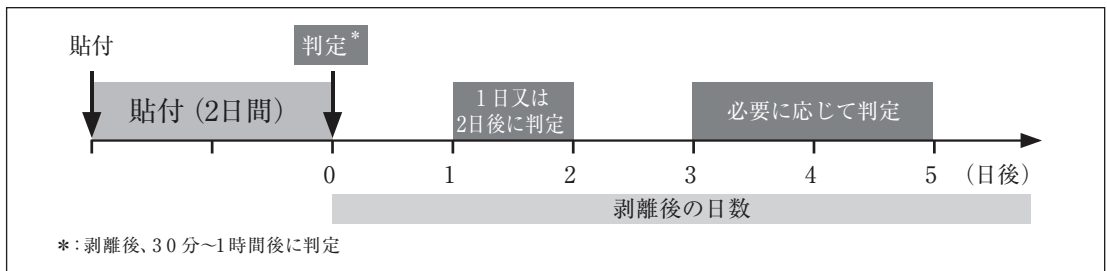 貼付
判定*
貼付（2日間）
1日又は
2日後に判定
必要に応じて判定
0 1 2 3 4 5 （日後）
剥離後の日数
*：剥離後、30分～1時間後に判定